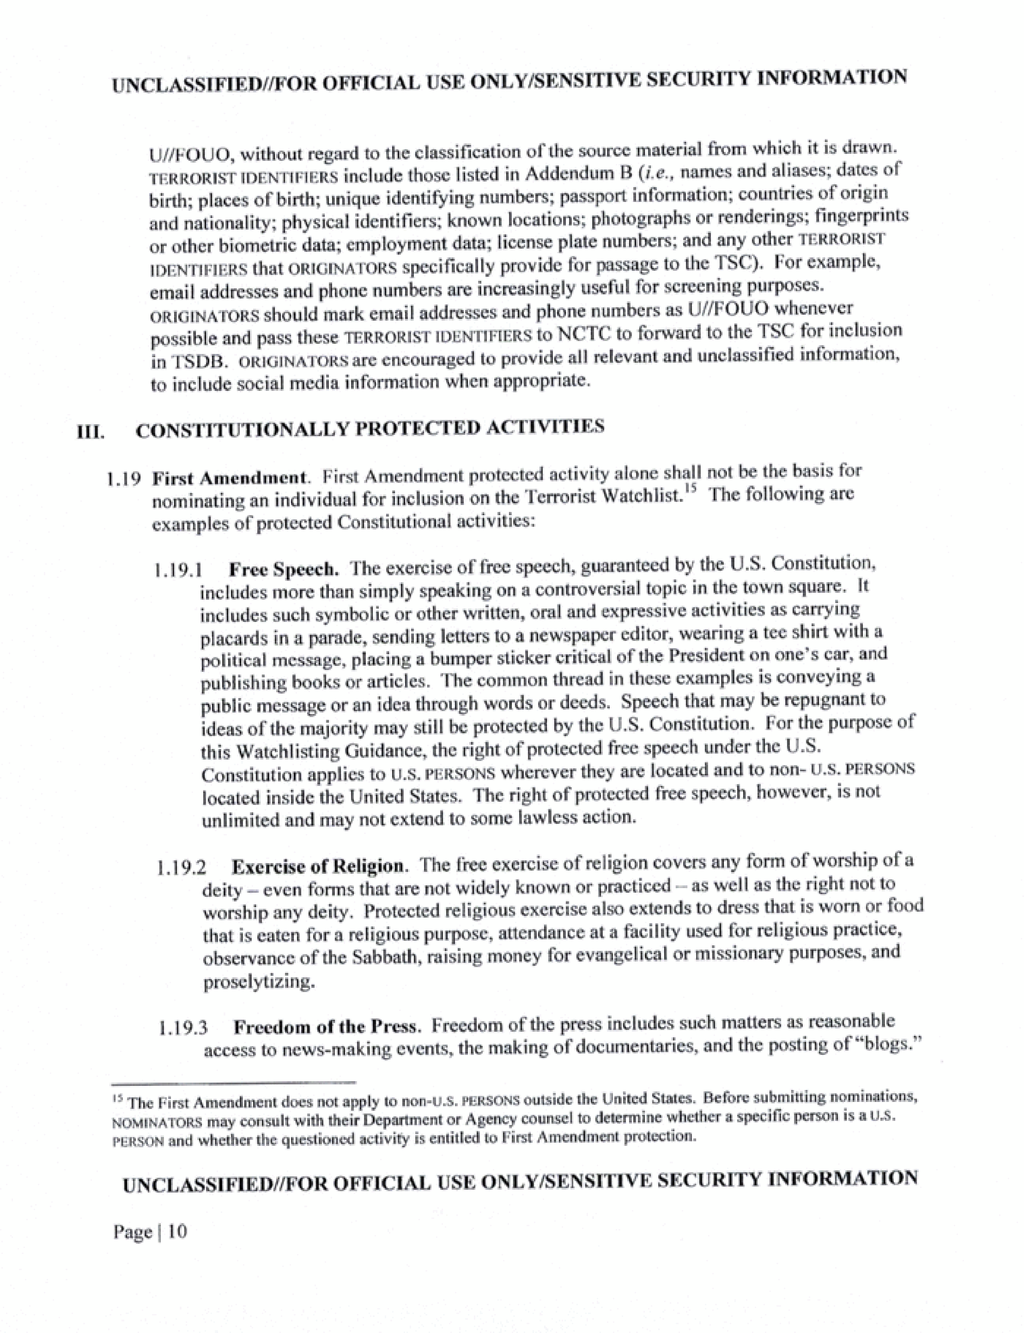 UNCLASSIFIED//FOR OFFICIAL USE ONLY/SENSITIVE SECURITY INFORMATION
U//FOUO, without regard to the classification of the source material from which it is drawn.
TERRORIST IDENTIFIERS include those listed in Addendum B (i.e., names and aliases; dates of
birth; places of birth; unique identifying numbers; passport information; countries of origin
and nationality; physical identifiers; known locations; photographs or renderings; fingerprints
or other biometric data; employment data; license plate numbers; and any other TERRORIST
IDENTIFIERS that ORIGINATORS specifically provide for passage to the TSC). For example,
email addresses and phone numbers are increasingly useful for screening purposes.
ORIGINATORS should mark email addresses and phone numbers as U//FOUO whenever
possible and pass these TERRORIST IDENTIFIERS to NCTC to forward to the TSC for inclusion
in TSDB. ORIGINATORS are encouraged to provide all relevant and unclassified information,
to include social media information when appropriate.
III. CONSTITUTIONALLY PROTECTED ACTIVITIES
1.19 First Amendment. First Amendment protected activity alone shall not be the basis for
nominating an individual for inclusion on the Terrorist Watchlist.15 The following are
examples of protected Constitutional activities:
1.19.1 Free Speech. The exercise of free speech, guaranteed by the U.S. Constitution,
includes more than simply speaking on a controversial topic in the town square. It
includes such symbolic or other written, oral and expressive activities as carrying
placards in a parade, sending letters to a newspaper editor, wearing a tee shirt with a
political message, placing a bumper sticker critical of the President on one's car, and
publishing books or articles. The common thread in these examples is conveying a
public message or an idea through words or deeds. Speech that may be repugnant to
ideas of the majority may still be protected by the U.S. Constitution. For the purpose of
this Watchlisting Guidance, the right of protected free speech under the U.S.
Constitution applies to U.S. PERSONS wherever they are located and to non- U.S. PERSONS
located inside the United States. The right of protected free speech, however, is not
unlimited and may not extend to some lawless action.
1.19.2 Exercise of Religion. The free exercise of religion covers any form of worship of a
deity – even forms that are not widely known or practiced – as well as the right not to
worship any deity. Protected religious exercise also extends to dress that is worn or food
that is eaten for a religious purpose, attendance at a facility used for religious practice,
observance of the Sabbath, raising money for evangelical or missionary purposes, and
proselytizing.
1.19.3 Freedom of the Press. Freedom of the press includes such matters as reasonable
access to news-making events, the making of documentaries, and the posting of "blogs."
15 The First Amendment does not apply to non-U.S. PERSONS outside the United States. Before submitting nominations,
NOMINATORS may consult with their Department or Agency counsel to determine whether a specific person is a U.S.
PERSON and whether the questioned activity is entitled to First Amendment protection.
UNCLASSIFIED//FOR OFFICIAL USE ONLY/SENSITIVE SECURITY INFORMATION
Page | 10